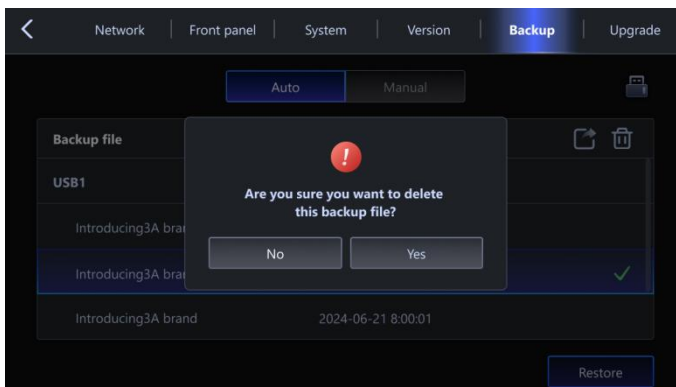 Network Front panel System Version Backup Upgrade
Auto Manual
Backup file
!
USB1
Are you sure you want to delete
this backup file?
Introducing3A bra
No Yes
Introducing3A bra
Introducing3A brand 2024-06-21 8:00:01
Restore